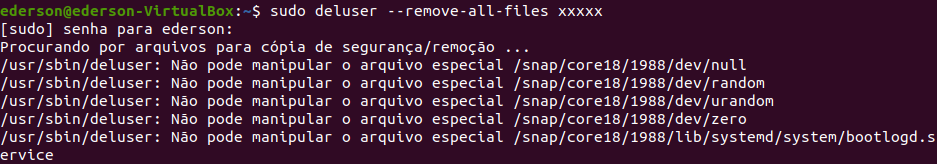 ederson@ederson-VirtualBox:~$ sudo deluser --remove-all-files xxxxx
[sudo] senha para ederson:
Procurando por arquivos para cópia de segurança/remoção ...
/usr/sbin/deluser: Não pode manipular o arquivo especial /snap/core18/1988/dev/null
/usr/sbin/deluser: Não pode manipular o arquivo especial /snap/core18/1988/dev/random
/usr/sbin/deluser: Não pode manipular o arquivo especial /snap/core18/1988/dev/urandom
/usr/sbin/deluser: Não pode manipular o arquivo especial /snap/core18/1988/dev/zero
/usr/sbin/deluser: Não pode manipular o arquivo especial /snap/core18/1988/lib/systemd/system/bootlogd.s
ervice